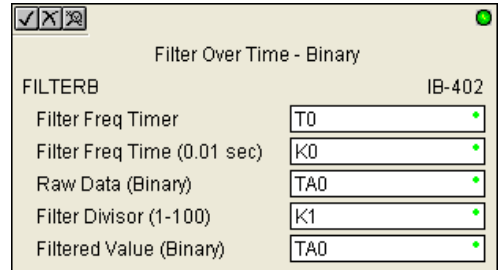 Filter Over Time - Binary
FILTERB IB-402
Filter Freq Timer T0
Filter Freq Time (0.01 sec) K0
Raw Data (Binary) TA0
Filter Divisor (1-100) K1
Filtered Value (Binary) TA0